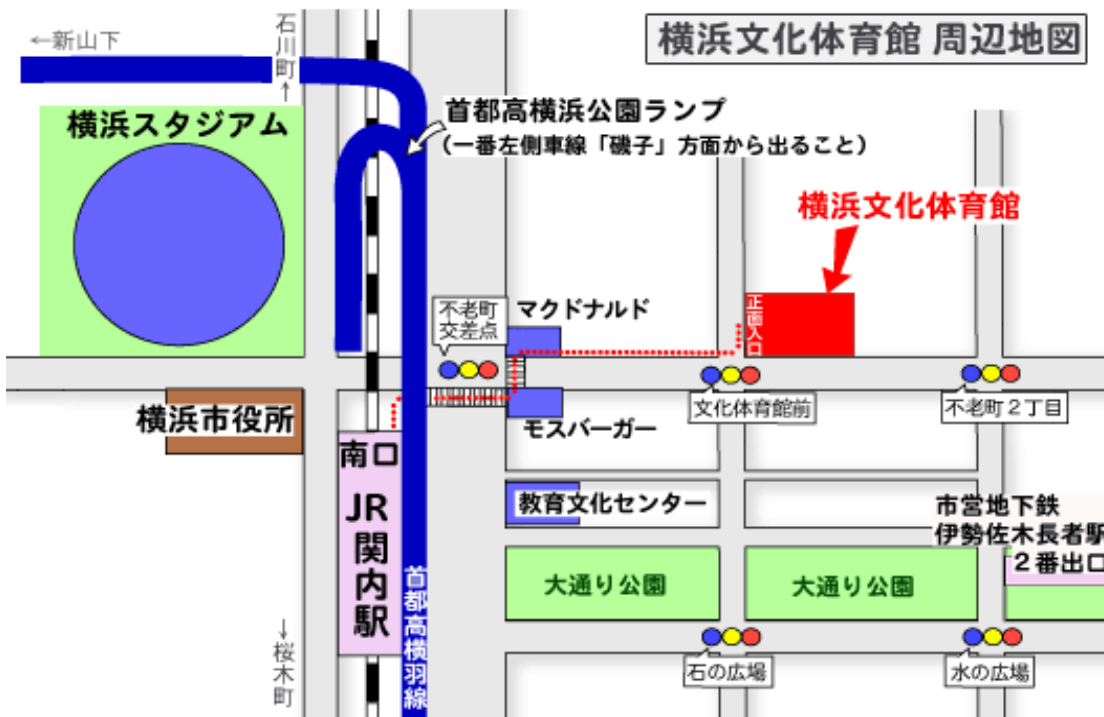 横浜文化体育館 周辺地図
←新山下
石川町→
首都高横浜公園ランプ
(一番左側車線「磯子」方面から出ること)
横浜スタジアム
横浜文化体育館
正面入口
不老町
交差点
マクドナルド
文化体育館前
不老町2丁目
横浜市役所
モスバーガー
南口
JR
関内駅
教育文化センター
市営地下鉄
伊勢佐木長者駅
2番出口
首都高横羽線
大通り公園
大通り公園
←桜木町
石の広場
水の広場